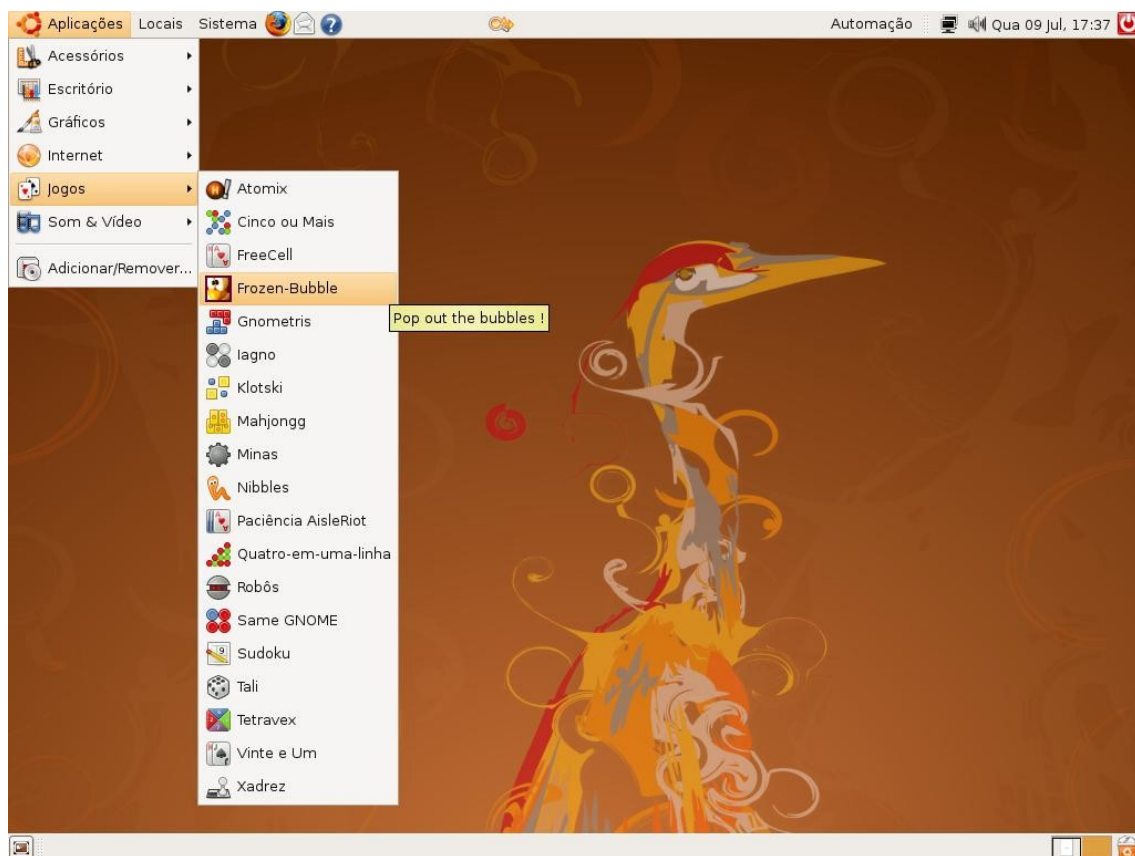 Aplicações Locais Sistema Automação Qua 09 Jul, 17:37
Acessórios
Escritório
Gráficos
Internet
Jogos
Som & Vídeo
Adicionar/Remover...
Atomix
Cinco ou Mais
FreeCell
Frozen-Bubble
Pop out the bubbles !
Gnometris
Iagno
Klotski
Mahjongg
Minas
Nibbles
Paciência AisleRiot
Quatro-em-uma-linha
Robôs
Same GNOME
Sudoku
Tali
Tetravex
Vinte e Um
Xadrez